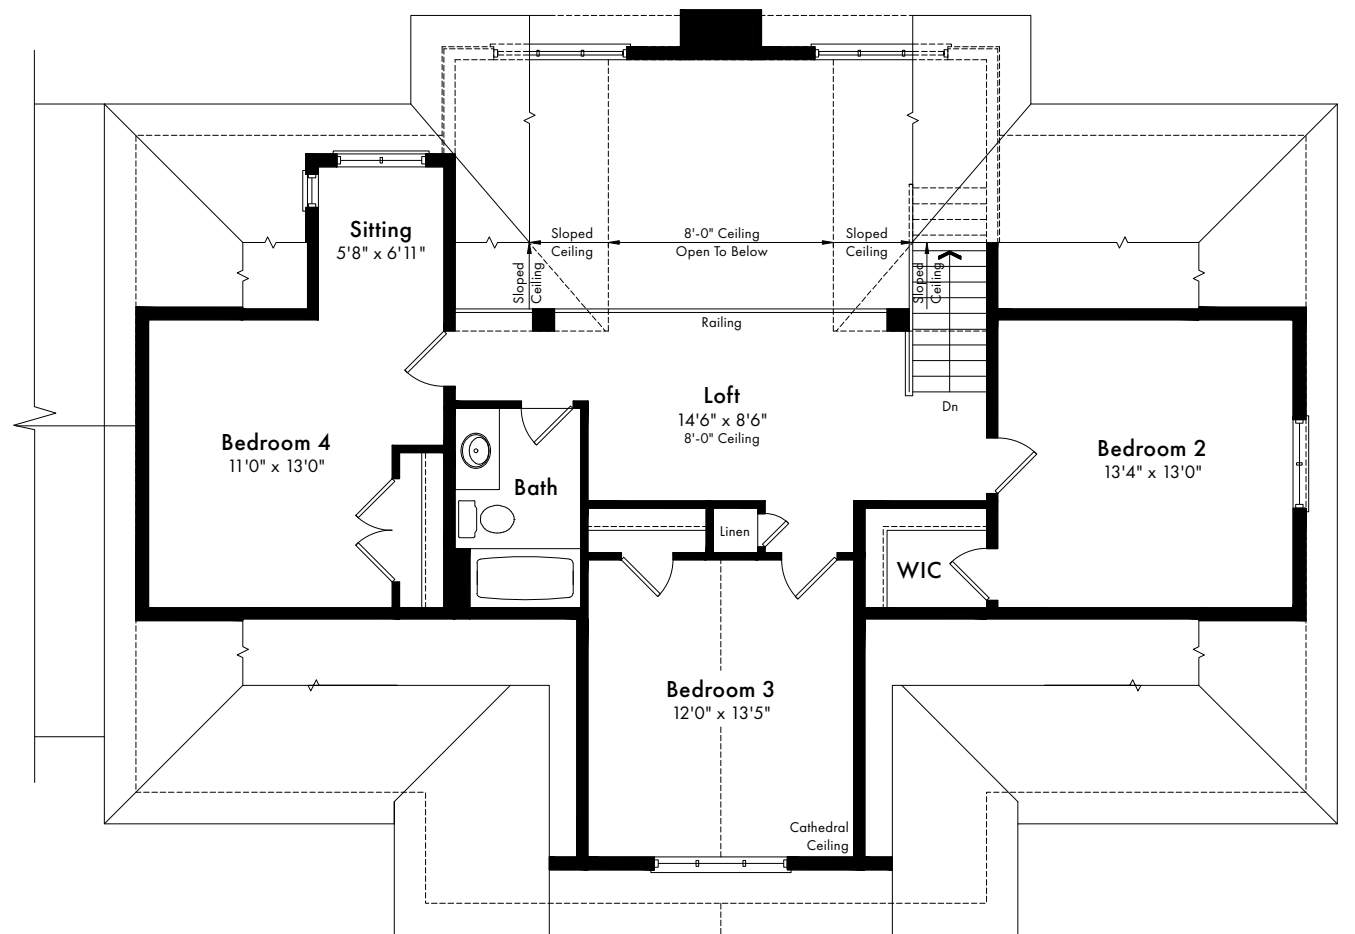 Sitting
5'8" x 6'11"
Sloped
Ceiling
8'-0" Ceiling
Open To Below
Sloped
Ceiling
Sloped
Ceiling
Sloped
Ceiling
Railing
Loft
14'6" x 8'6"
8'-0" Ceiling
Dn
Bedroom 4
11'0" x 13'0"
Bedroom 2
13'4" x 13'0"
Bath
Linen
WIC
Bedroom 3
12'0" x 13'5"
Cathedral
Ceiling